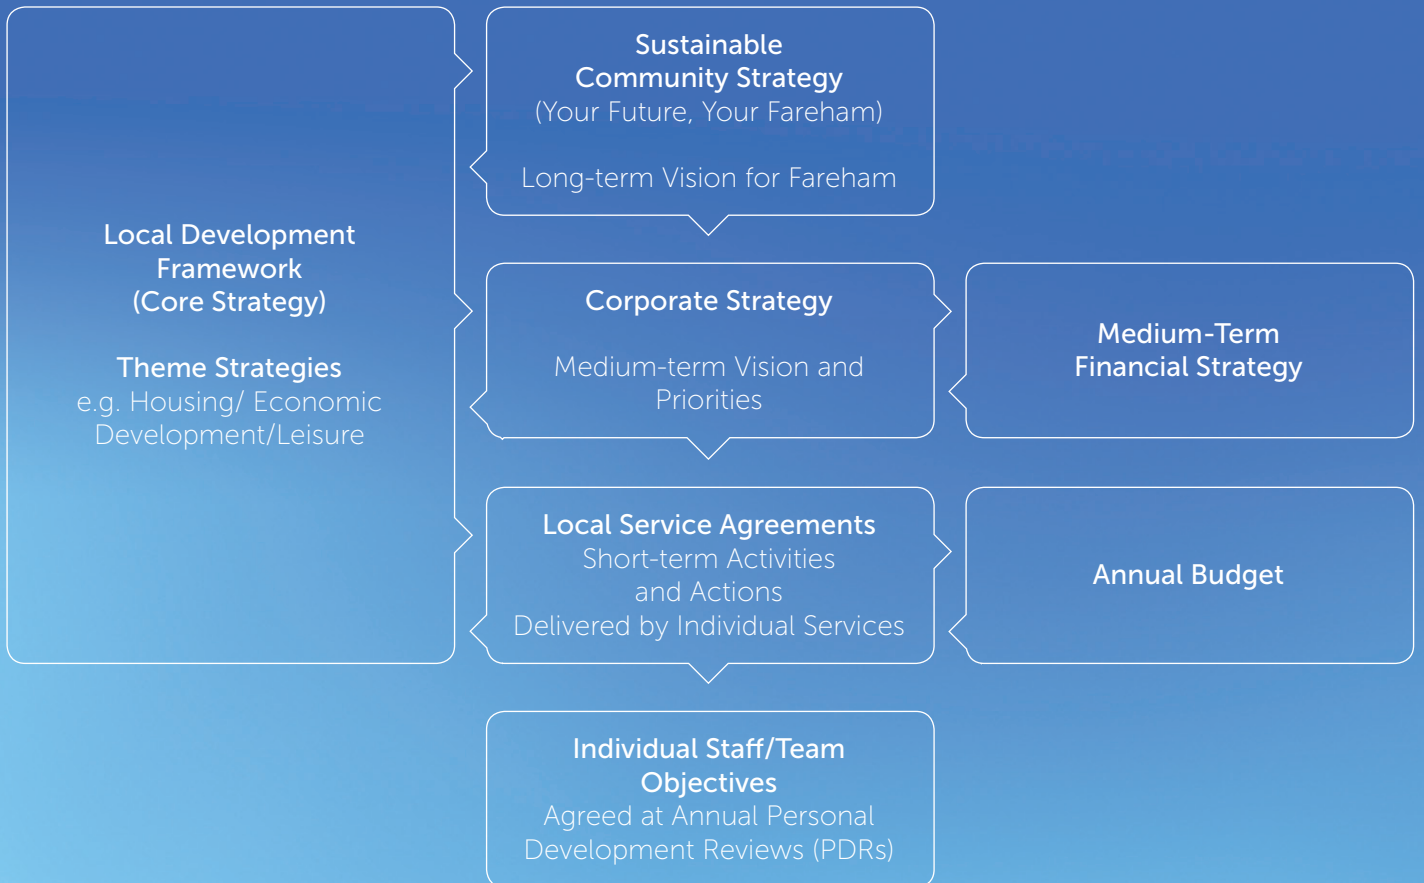 Local Development
Framework
(Core Strategy)
Theme Strategies
e.g. Housing/ Economic
Development/Leisure
Sustainable
Community Strategy
(Your Future, Your Fareham)
Long-term Vision for Fareham
Corporate Strategy
Medium-term Vision and
Priorities
Medium-Term
Financial Strategy
Local Service Agreements
Short-term Activities
and Actions
Delivered by Individual Services
Annual Budget
Individual Staff/Team
Objectives
Agreed at Annual Personal
Development Reviews (PDRs)